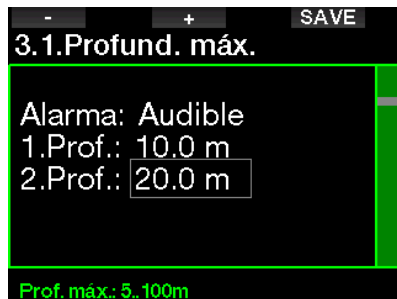 - + SAVE
3.1.Profund. máx.
Alarma: Audible
1.Prof.: 10.0 m
2.Prof.: 20.0 m
Prof. máx.: 5..100m